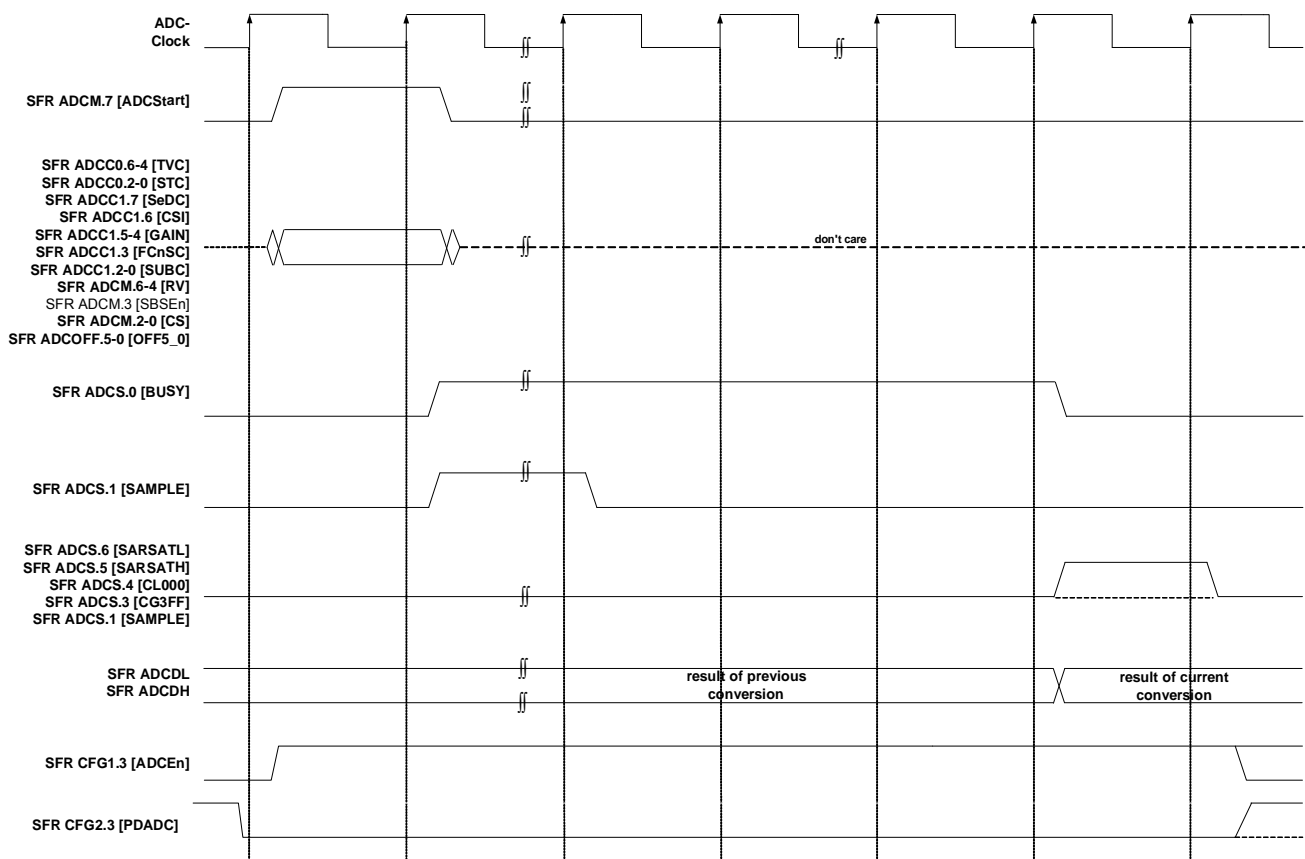 ADC-
Clock
SFR ADCM.7 [ADCStart]
SFR ADCC0.6-4 [TVC]
SFR ADCC0.2-0 [STC]
SFR ADCC1.7 [SeDC]
SFR ADCC1.6 [CSI]
SFR ADCC1.5-4 [GAIN]
SFR ADCC1.3 [FCnSC]
SFR ADCC1.2-0 [SUBC]
SFR ADCM.6-4 [RV]
SFR ADCM.3 [SBSEn]
SFR ADCM.2-0 [CS]
SFR ADCOFF.5-0 [OFF5_0]
don't care
SFR ADCS.0 [BUSY]
SFR ADCS.1 [SAMPLE]
SFR ADCS.6 [SARSATL]
SFR ADCS.5 [SARSATH]
SFR ADCS.4 [CL000]
SFR ADCS.3 [CG3FF]
SFR ADCS.1 [SAMPLE]
SFR ADCDL
SFR ADCDH
result of previous
conversion
result of current
conversion
SFR CFG1.3 [ADCEn]
SFR CFG2.3 [PDADC]